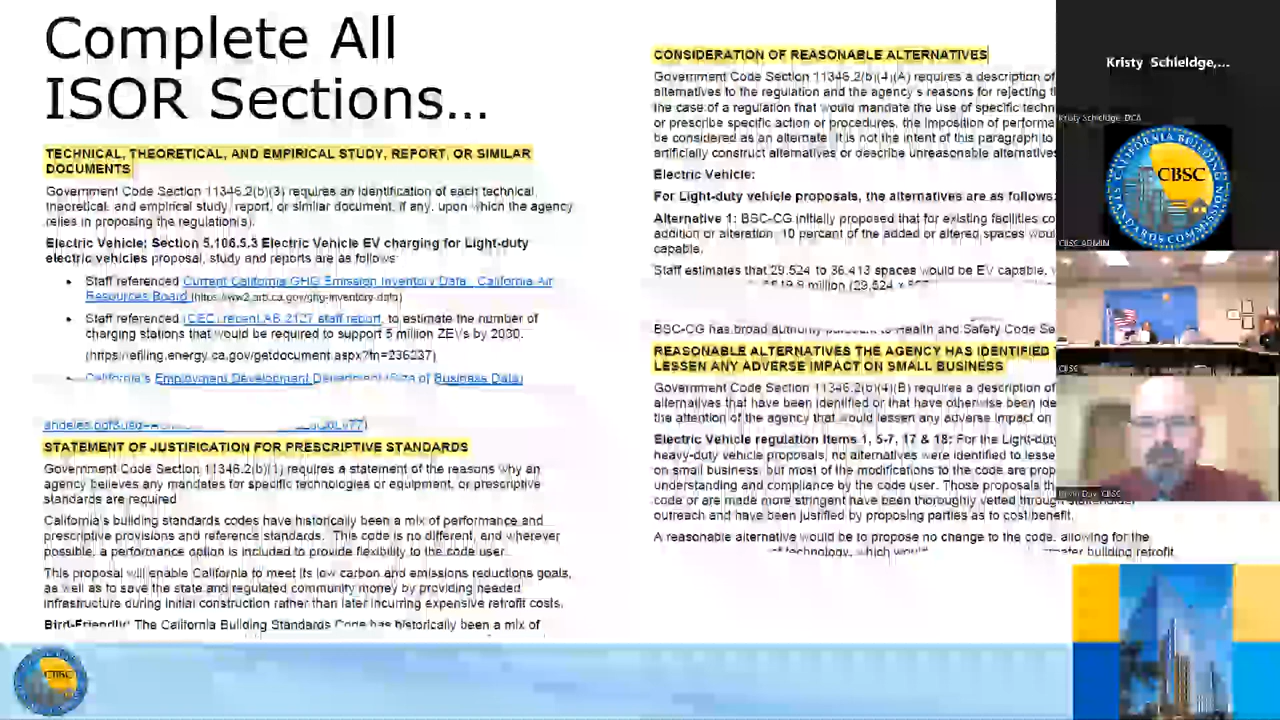 Complete All
ISOR Sections...
TECHNICAL, THEORETICAL, AND EMPIRICAL STUDY, REPORT, OR SIMILAR
DOCUMENTS
Government Code Section 11346.2(b)(3) requires an identification of each technical,
theoretical, and empirical study, report, or similar document, if any, upon which the agency
relies in proposing the regulation(s).
Electric Vehicle: Section 5.106.5.3 Electric Vehicle EV charging for Light-duty
electric vehicles proposal, study and reports are as follows:
• Staff referenced Current California GHG Emission Inventory Data | California Air
Resources Board (https://ww2.arb.ca.gov/ghg-inventory-data)
• Staff referenced (CEC) recent AB 2127 staff report, to estimate the number of
charging stations that would be required to support 5 million ZEVs by 2030.
(https://efiling.energy.ca.gov/getdocument.aspx?tn=236237)
• California's Employment Development Department (Size of Business Data)
STATEMENT OF JUSTIFICATION FOR PRESCRIPTIVE STANDARDS
Government Code Section 11346.2(b)(1) requires a statement of the reasons why an
agency believes any mandates for specific technologies or equipment, or prescriptive
standards are required
California's building standards codes have historically been a mix of performance and
prescriptive provisions and reference standards. This code is no different, and wherever
possible, a performance option is included to provide flexibility to the code user.
This proposal will enable California to meet its low carbon and emissions reductions goals,
as well as to save the state and regulated community money by providing needed
infrastructure during initial construction rather than later incurring expensive retrofit costs.
Bird-Friendly: The California Building Standards Code has historically been a mix of
CONSIDERATION OF REASONABLE ALTERNATIVES
Government Code Section 11346.2(b)(4)(A) requires a description of
alternatives to the regulation and the agency's reasons for rejecting
the case of a regulation that would mandate the use of specific
or prescribe specific action or procedures, the imposition of
be considered as an alternate. It is not the intent of this paragraph to
artificially construct alternatives or describe unreasonable alternatives
Electric Vehicle:
For Light-duty vehicle proposals, the alternatives are as follows:
Alternative 1: BSC-CG initially proposed that for existing facilities
addition or alteration 10 percent of the added or altered spaces
capable.
Staff estimates that 29,524 to 36,413 spaces would be EV capable,
BSC-CG has broad authority pursuant to Health and Safety Code
REASONABLE ALTERNATIVES THE AGENCY HAS IDENTIFIED
LESSEN ANY ADVERSE IMPACT ON SMALL BUSINESS
Government Code Section 11346.2(b)(4)(B) requires a description of
alternatives that have been identified or that have otherwise been
the attention of the agency that would lessen any adverse impact on
Electric Vehicle regulation Items 1, 5-7, 17 & 18: For the Light-duty
heavy-duty vehicle proposals, no alternatives were identified to
on small business, but most of the modifications to the code are
understanding and compliance by the code user. Those proposals
code or are made more stringent have been thoroughly vetted through stakeholder
outreach and have been justified by proposing parties as to cost benefit.
A reasonable alternative would be to propose no change to the code, allowing for the
of technology, which building retrofit
Kristy Schieldge,...
Kristy Schieldge, DCA
CALIFORNIA BUILDING STANDARDS COMMISSION
CBSC
CBSC ADMIN
CBSC
CBSC
CBSC